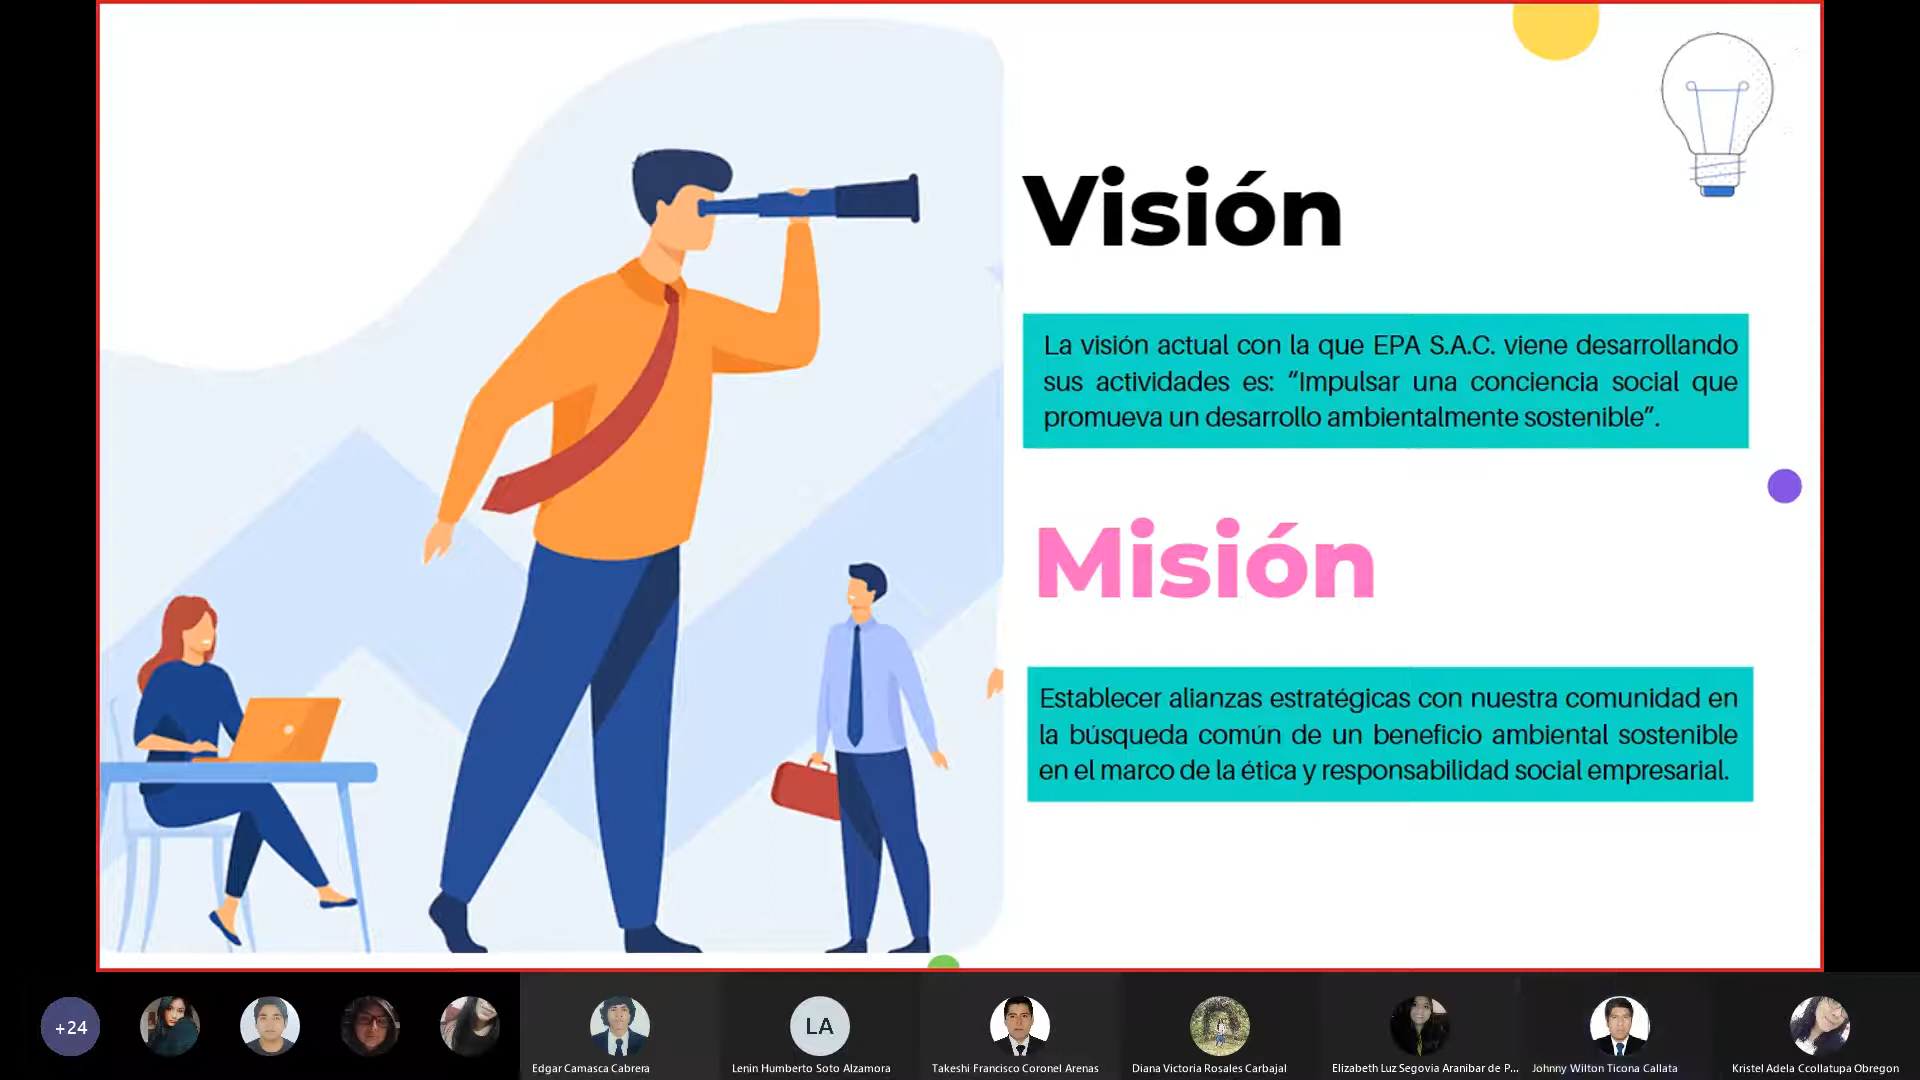 Visión
La visión actual con la que EPA S.A.C. viene desarrollando
sus actividades es: “Impulsar una conciencia social que
promueva un desarrollo ambientalmente sostenible”.
Misión
Establecer alianzas estratégicas con nuestra comunidad en
la búsqueda común de un beneficio ambiental sostenible
en el marco de la ética y responsabilidad social empresarial.
+24
LA
Edgar Camasca Cabrera
Lenin Humberto Soto Alzamora
Takeshi Francisco Coronel Arenas
Diana Victoria Rosales Carbajal
Elizabeth Luz Segovia Aranibar de P...
Johnny Wilton Ticona Callata
Kristel Adela Ccollatupa Obregon